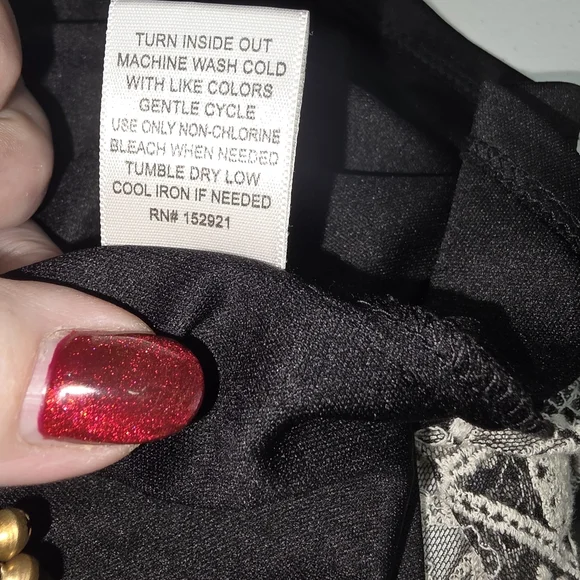 TURN INSIDE OUT
MACHINE WASH COLD
WITH LIKE COLORS
GENTLE CYCLE
USE ONLY NON-CHLORINE
BLEACH WHEN NEEDED
TUMBLE DRY LOW
COOL IRON IF NEEDED
RN# 152921